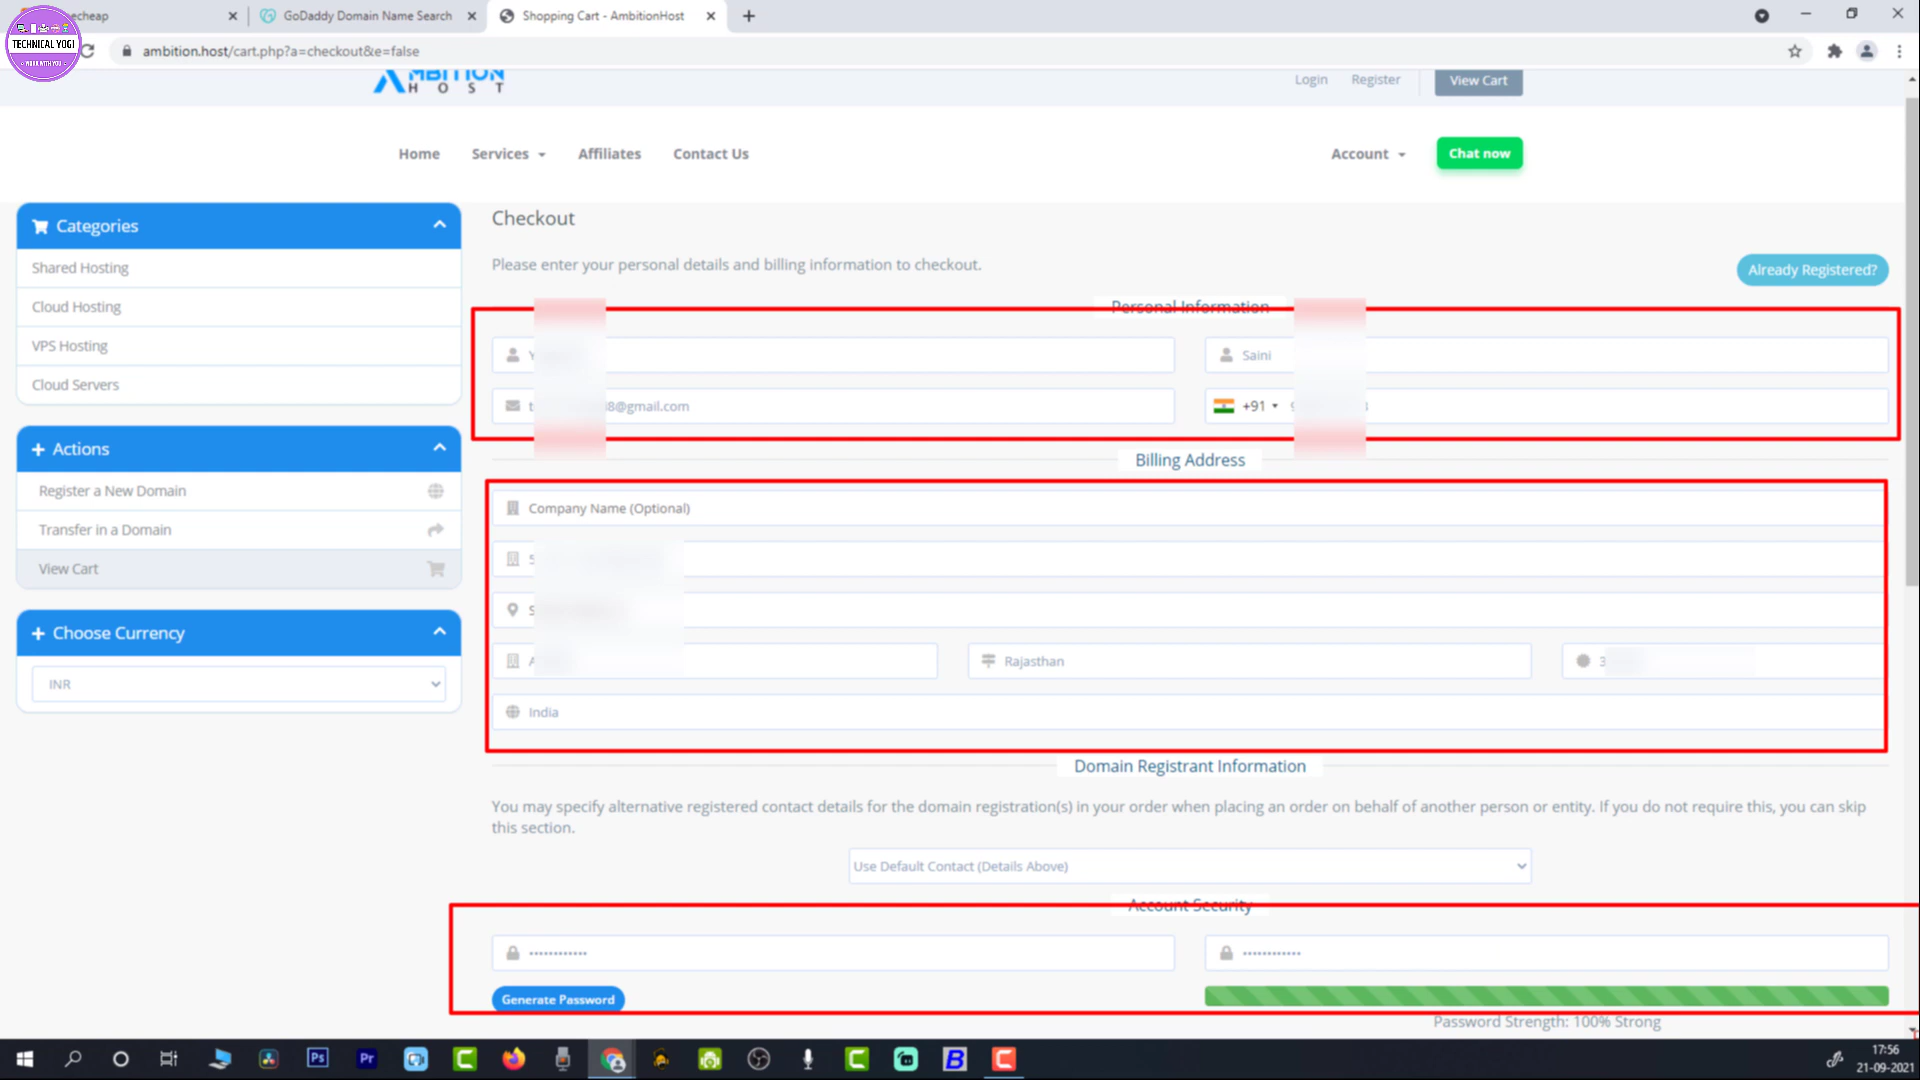 echeap
GoDaddy Domain Name Search
Shopping Cart - AmbitionHost
TECHNICAL YOGI
ambition.host/cart.php?a=checkout&e=false
AMBITION
HOST
Login
Register
View Cart
Home
Services
Affiliates
Contact Us
Account
Chat now
Categories
Shared Hosting
Cloud Hosting
VPS Hosting
Cloud Servers
Actions
Register a New Domain
Transfer in a Domain
View Cart
Choose Currency
INR
Checkout
Please enter your personal details and billing information to checkout.
Already Registered?
Personal Information
Saini
8@gmail.com
+91
Billing Address
Company Name (Optional)
Rajasthan
3
India
Domain Registrant Information
You may specify alternative registered contact details for the domain registration(s) in your order when placing an order on behalf of another person or entity. If you do not require this, you can skip
this section.
Use Default Contact (Details Above)
Account Security
Generate Password
Password Strength: 100% Strong
Ps
Pr
17:56
21-09-2021